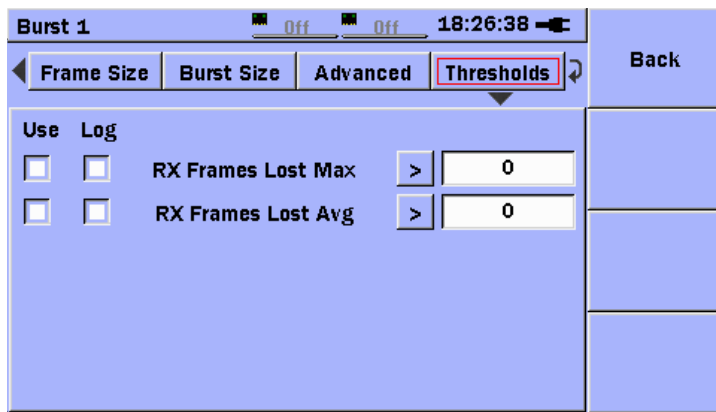 Burst 1 Off Off 18:26:38
Frame Size Burst Size Advanced Thresholds Back
Use Log
RX Frames Lost Max > 0
RX Frames Lost Avg > 0